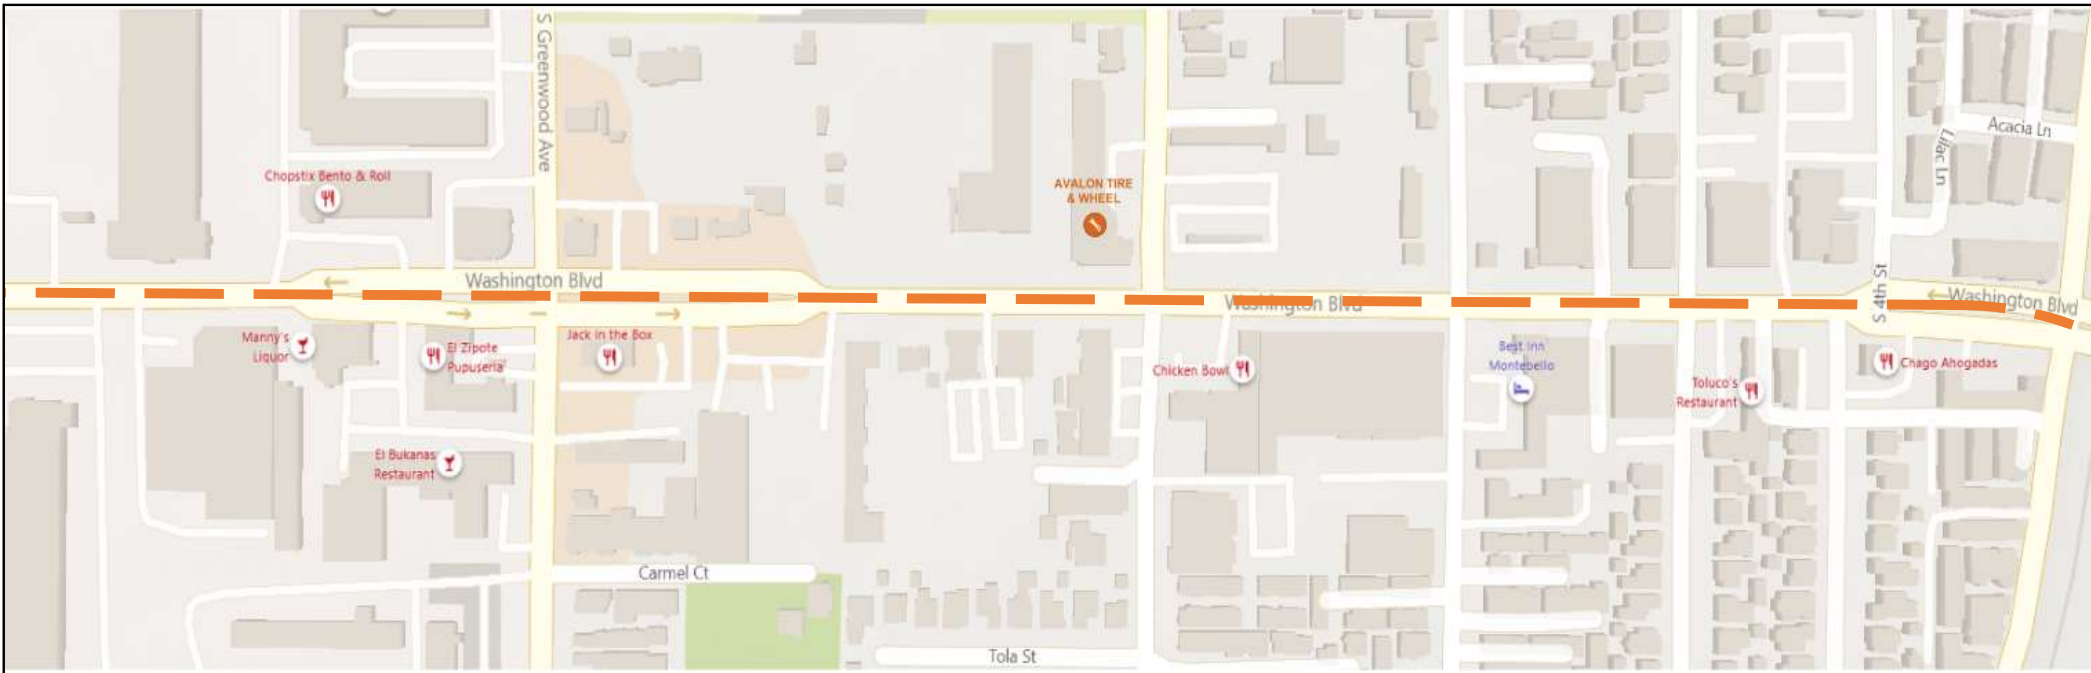 S Greenwood Ave
Acacia Ln
Lilac Ln
Chopstix Bento & Roll
AVALON TIRE
& WHEEL
Washington Blvd
Washington Blvd
S 4th St
Washington Blvd
Manny's
Liquor
El Zipote
Pupuseria
Jack in the Box
Chicken Bowl
Best Inn
Montebello
Toluco's
Restaurant
Chago Ahogadas
El Bukanas
Restaurant
Carmel Ct
Tola St